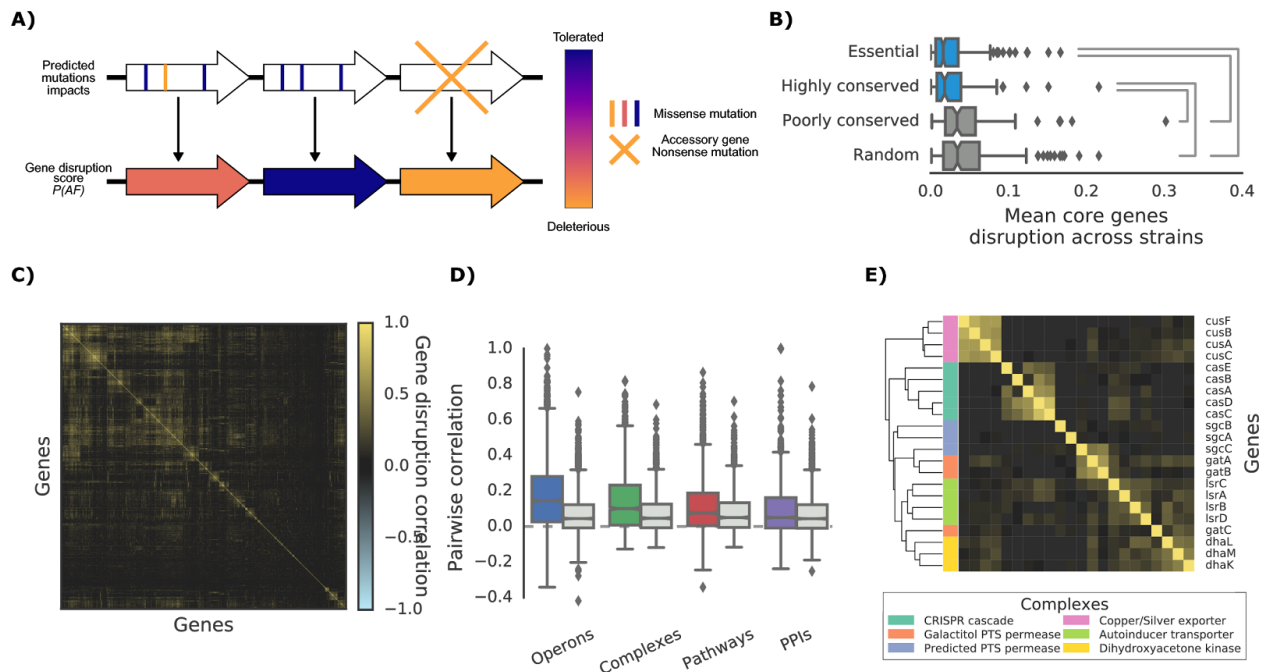 A)
Predicted
mutations
impacts
Gene disruption
score
P(AF)
Tolerated
Deleterious
Missense mutation
Accessory gene
Nonsense mutation
B)
Essential
Highly conserved
Poorly conserved
Random
0.0 0.1 0.2 0.3 0.4
Mean core genes
disruption across strains
C)
Genes
Genes
1.0
0.5
0.0
−0.5
−1.0
Gene disruption correlation
D)
Pairwise correlation
1.0
0.8
0.6
0.4
0.2
0.0
−0.2
−0.4
Operons
Complexes
Pathways
PPIs
E)
cusF
cusB
cusA
cusC
casE
casB
casA
casD
casC
sgcB
sgcA
sgcC
gatA
gatB
lsrC
lsrA
lsrB
lsrD
gatC
dhaL
dhaM
dhaK
Genes
Complexes
CRISPR cascade
Galactitol PTS permease
Predicted PTS permease
Copper/Silver exporter
Autoinducer transporter
Dihydroxyacetone kinase